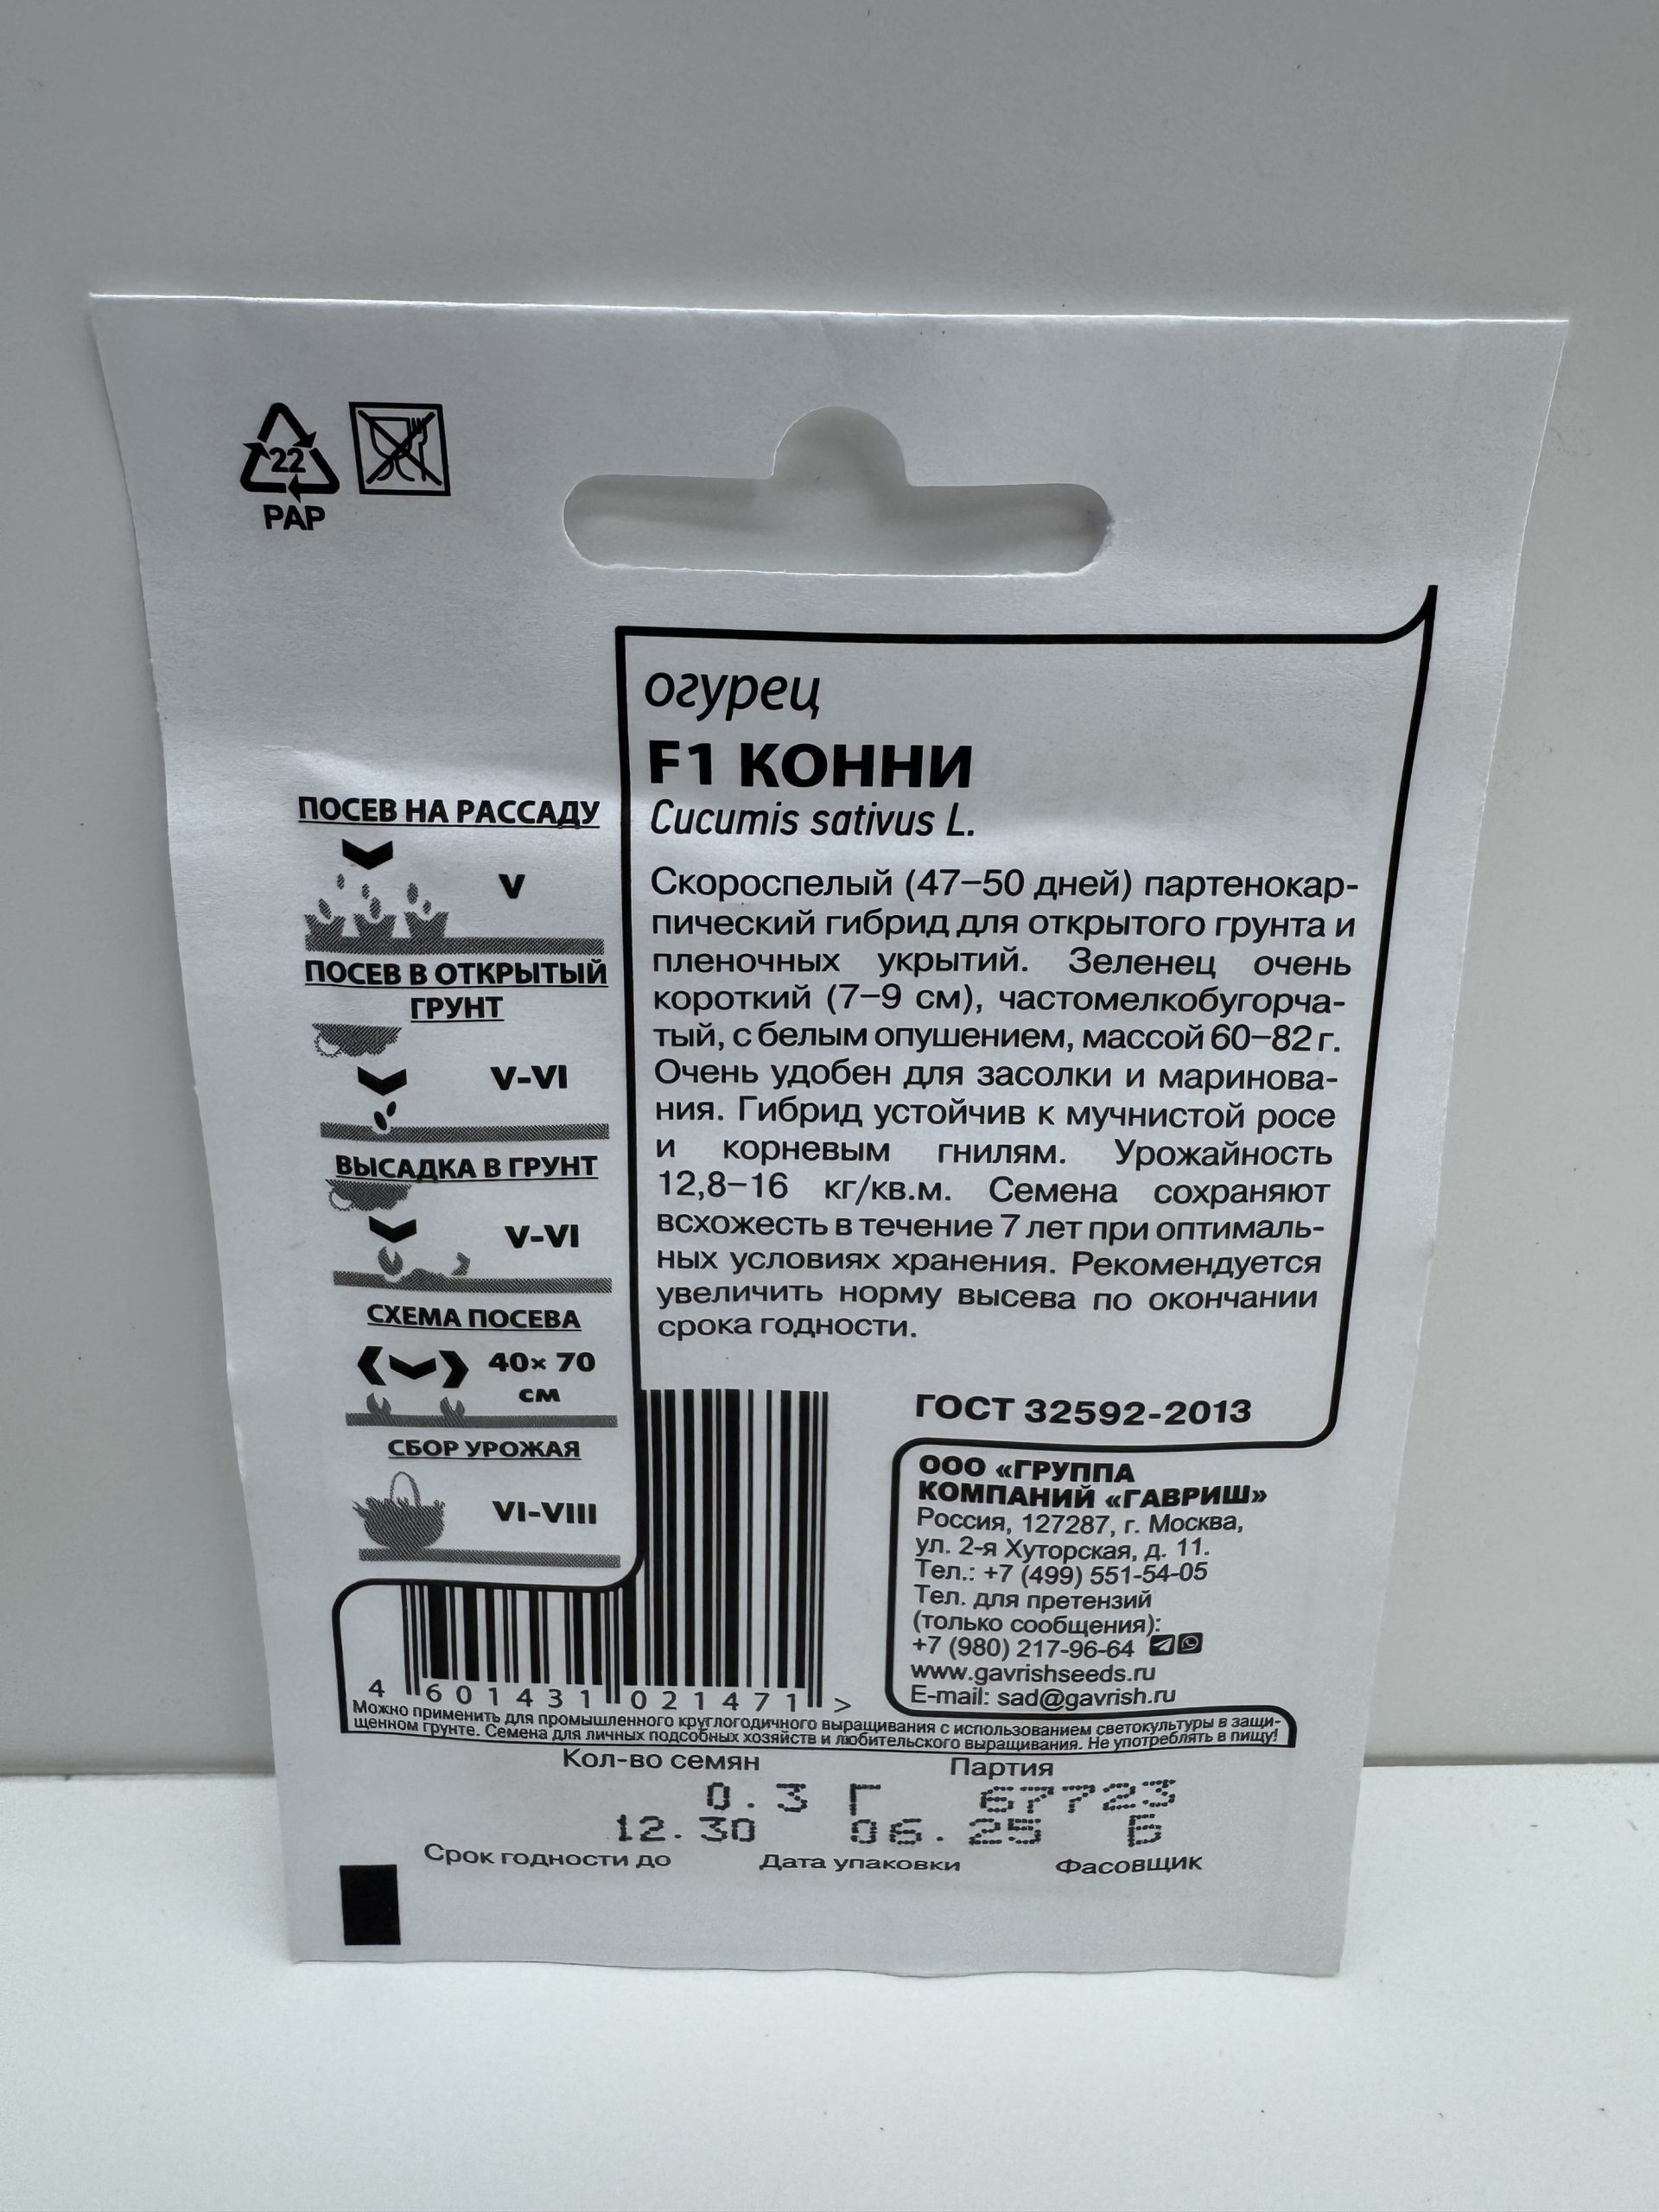 22
PAP
огурец
F1 КОННИ
Cucumis sativus L.
Скороспелый (47–50 дней) партенокар-
пический гибрид для открытого грунта и
пленочных укрытий. Зеленец очень
короткий (7–9 см), частомелкобугорча-
тый, с белым опушением, массой 60–82 г.
Очень удобен для засолки и маринова-
ния. Гибрид устойчив к мучнистой росе
и корневым гнилям. Урожайность
12,8–16 кг/кв.м. Семена сохраняют
всхожесть в течение 7 лет при оптималь-
ных условиях хранения. Рекомендуется
увеличить норму высева по окончании
срока годности.
ПОСЕВ НА РАССАДУ
V
ПОСЕВ В ОТКРЫТЫЙ
ГРУНТ
V-VI
ВЫСАДКА В ГРУНТ
V-VI
СХЕМА ПОСЕВА
40× 70
см
СБОР УРОЖАЯ
VI-VIII
ГОСТ 32592-2013
ООО «ГРУППА
КОМПАНИЙ «ГАВРИШ»
Россия, 127287, г. Москва,
ул. 2-я Хуторская, д. 11.
Тел.: +7 (499) 551-54-05
Тел. для претензий
(только сообщения):
+7 (980) 217-96-64
www.gavrishseeds.ru
E-mail: sad@gavrish.ru
4 601431 021471 >
Можно применить для промышленного круглогодичного выращивания с использованием светокультуры в защи-
щенном грунте. Семена для личных подсобных хозяйств и любительского выращивания. Не употреблять в пищу!
Кол-во семян Партия
0.3 Г 67723
12.30 06.25 Б
Срок годности до Дата упаковки Фасовщик